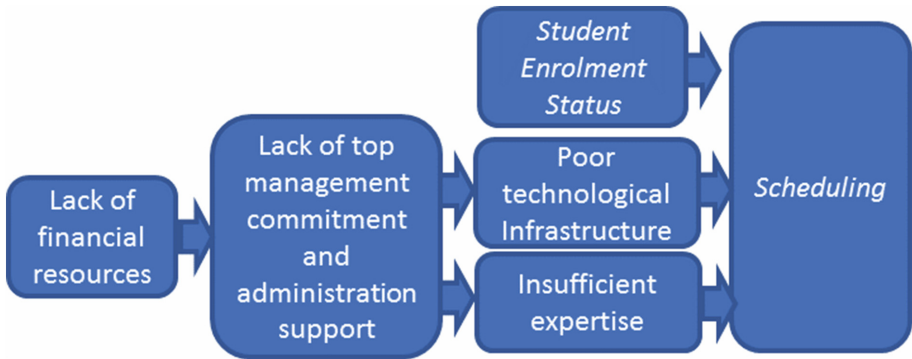 Lack of
financial
resources
Lack of top
management
commitment
and
administration
support
Student
Enrolment
Status
Poor
technological
Infrastructure
Insufficient
expertise
Scheduling